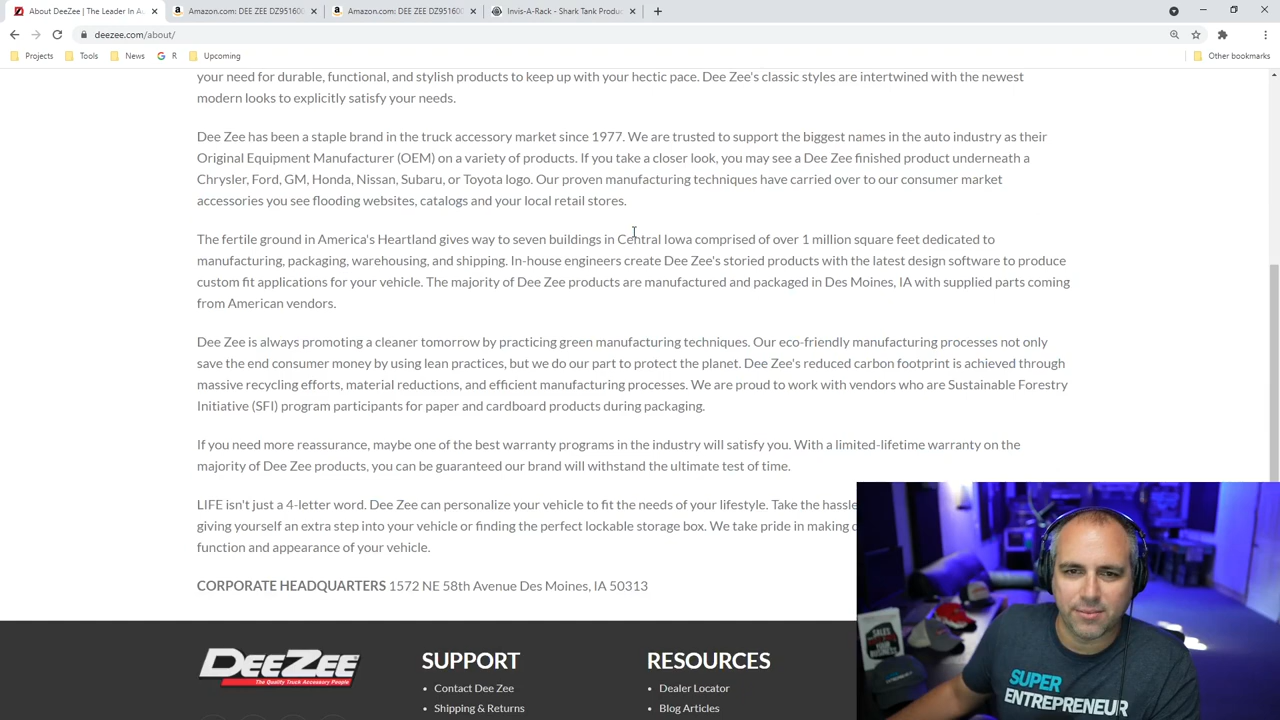 About DeeZee | The Leader In A
Amazon.com: DEE ZEE DZ951600
Amazon.com: DEE ZEE DZ951600
Invis-A-Rack - Shark Tank Produc
deezee.com/about/
Projects
Tools
News
R
Upcoming
Other bookmarks
your need for durable, functional, and stylish products to keep up with your hectic pace. Dee Zee's classic styles are intertwined with the newest
modern looks to explicitly satisfy your needs.
Dee Zee has been a staple brand in the truck accessory market since 1977. We are trusted to support the biggest names in the auto industry as their
Original Equipment Manufacturer (OEM) on a variety of products. If you take a closer look, you may see a Dee Zee finished product underneath a
Chrysler, Ford, GM, Honda, Nissan, Subaru, or Toyota logo. Our proven manufacturing techniques have carried over to our consumer market
accessories you see flooding websites, catalogs and your local retail stores.
The fertile ground in America's Heartland gives way to seven buildings in Central Iowa comprised of over 1 million square feet dedicated to
manufacturing, packaging, warehousing, and shipping. In-house engineers create Dee Zee's storied products with the latest design software to produce
custom fit applications for your vehicle. The majority of Dee Zee products are manufactured and packaged in Des Moines, IA with supplied parts coming
from American vendors.
Dee Zee is always promoting a cleaner tomorrow by practicing green manufacturing techniques. Our eco-friendly manufacturing processes not only
save the end consumer money by using lean practices, but we do our part to protect the planet. Dee Zee's reduced carbon footprint is achieved through
massive recycling efforts, material reductions, and efficient manufacturing processes. We are proud to work with vendors who are Sustainable Forestry
Initiative (SFI) program participants for paper and cardboard products during packaging.
If you need more reassurance, maybe one of the best warranty programs in the industry will satisfy you. With a limited-lifetime warranty on the
majority of Dee Zee products, you can be guaranteed our brand will withstand the ultimate test of time.
LIFE isn't just a 4-letter word. Dee Zee can personalize your vehicle to fit the needs of your lifestyle. Take the hassle
giving yourself an extra step into your vehicle or finding the perfect lockable storage box. We take pride in making
function and appearance of your vehicle.
CORPORATE HEADQUARTERS 1572 NE 58th Avenue Des Moines, IA 50313
DEEZEE
The Quality Truck Accessory People
SUPPORT
• Contact Dee Zee
• Shipping & Returns
RESOURCES
• Dealer Locator
• Blog Articles
SUPER
ENTREPRENEUR